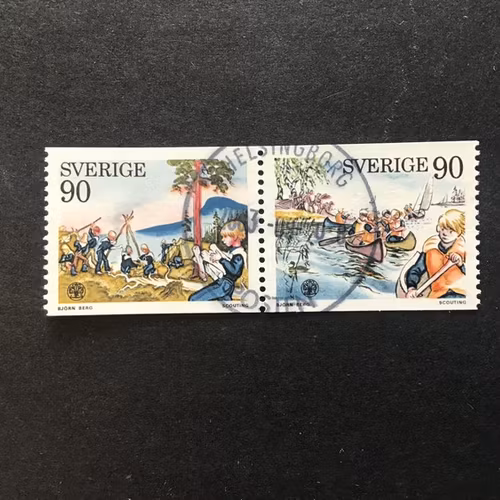 SVERIGE
90
BJÖRN BERG SCOUTING
SVERIGE 90
BJÖRN BERG SCOUTING
HELSINGBORG